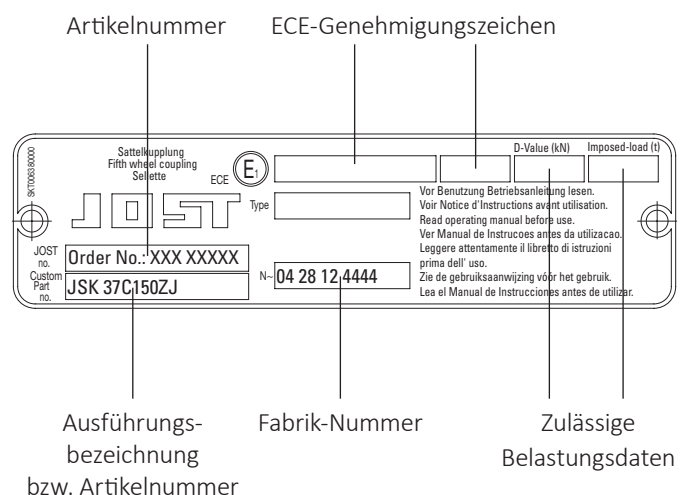 Artikelnummer
ECE-Genehmigungszeichen
SKT0063 80000
Sattelkupplung
Fifth wheel coupling
Sellette
ECE
E1
D-Value (kN)
Imposed-load (t)
JOST
Type
Vor Benutzung Betriebsanleitung lesen.
Voir Notice d'Instructions avant utilisation.
Read operating manual before use.
Ver Manual de Instrucoes antes da utilizacao.
Leggere attentamente il libretto di istruzioni
prima dell' uso.
Zie de gebruiksaanwijzing vóór het gebruik.
Lea el Manual de Instrucciones antes de utilizar.
JOST
no.
Order No.: XXX XXXXX
Custom
Part
no.
JSK 37C150ZJ
N~
04 28 12 4444
Ausführungs-
bezeichnung
bzw. Artikelnummer
Fabrik-Nummer
Zulässige
Belastungsdaten